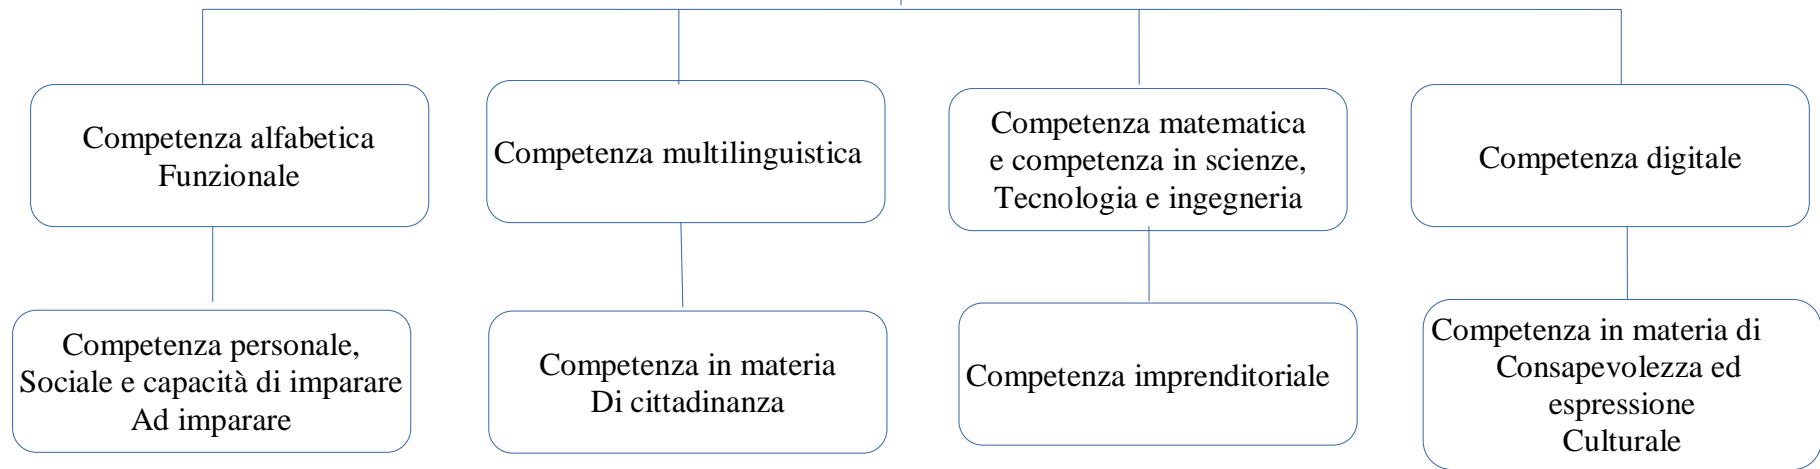 Competenza alfabetica
Funzionale
Competenza multilinguistica
Competenza matematica
e competenza in scienze,
Tecnologia e ingegneria
Competenza digitale
Competenza personale,
Sociale e capacità di imparare
Ad imparare
Competenza in materia
Di cittadinanza
Competenza imprenditoriale
Competenza in materia di
Consapevolezza ed
espressione
Culturale